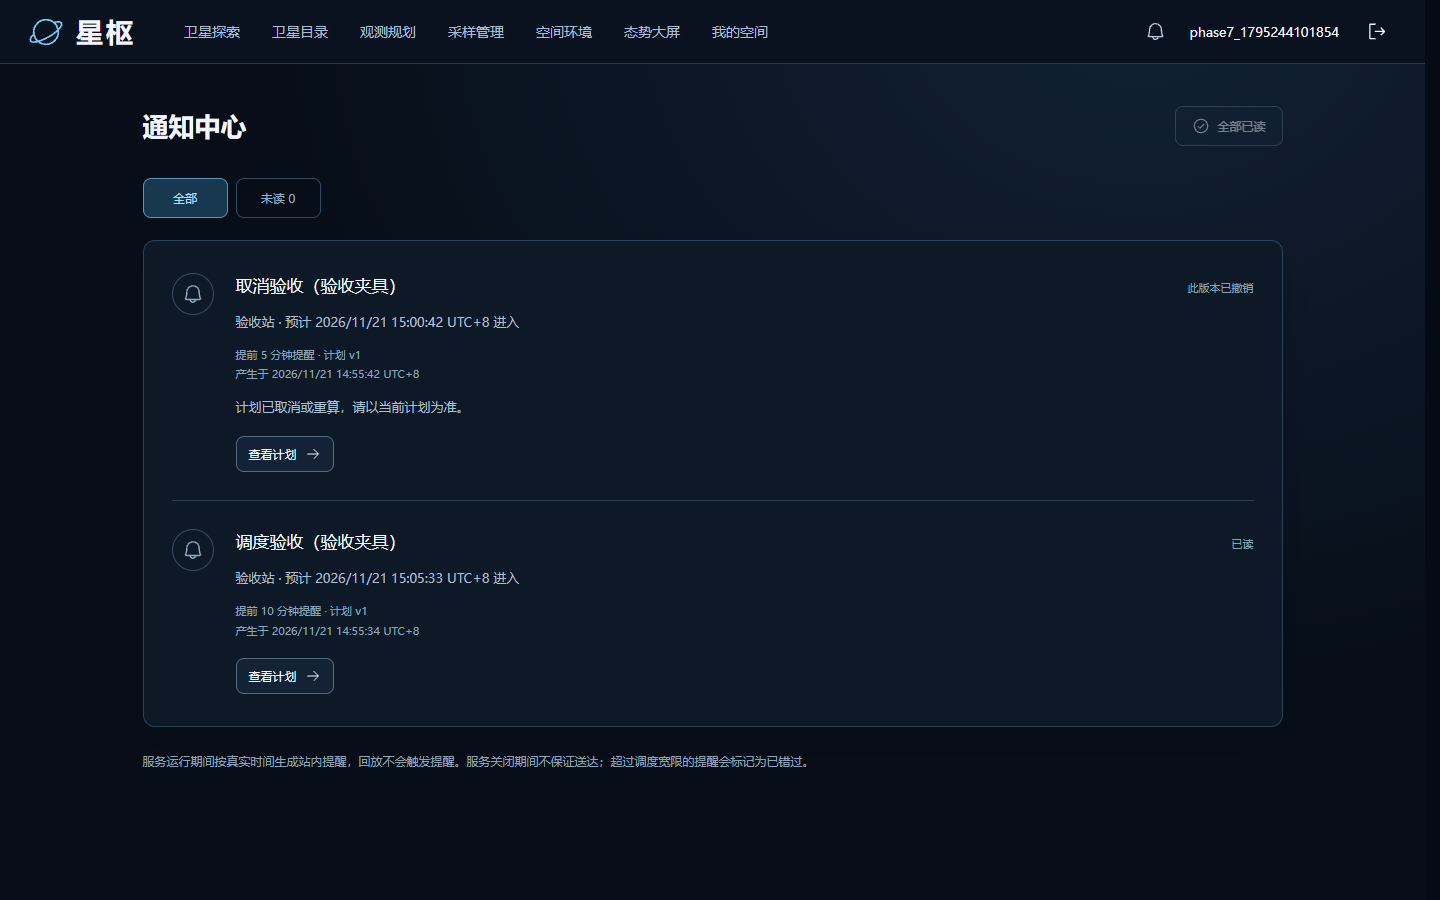 星枢
卫星探索 卫星目录 观测规划 采样管理 空间环境 态势大屏 我的空间
phase7_1795244101854
通知中心
全部已读
全部
未读 0
取消验收（验收夹具）
此版本已撤销
验收站 · 预计 2026/11/21 15:00:42 UTC+8 进入
提前 5 分钟提醒 · 计划 v1
产生于 2026/11/21 14:55:42 UTC+8
计划已取消或重算，请以当前计划为准。
查看计划
调度验收（验收夹具）
已读
验收站 · 预计 2026/11/21 15:05:33 UTC+8 进入
提前 10 分钟提醒 · 计划 v1
产生于 2026/11/21 14:55:34 UTC+8
查看计划
服务运行期间按真实时间生成站内提醒，回放不会触发提醒。服务关闭期间不保证送达；超过调度宽限的提醒会标记为已错过。